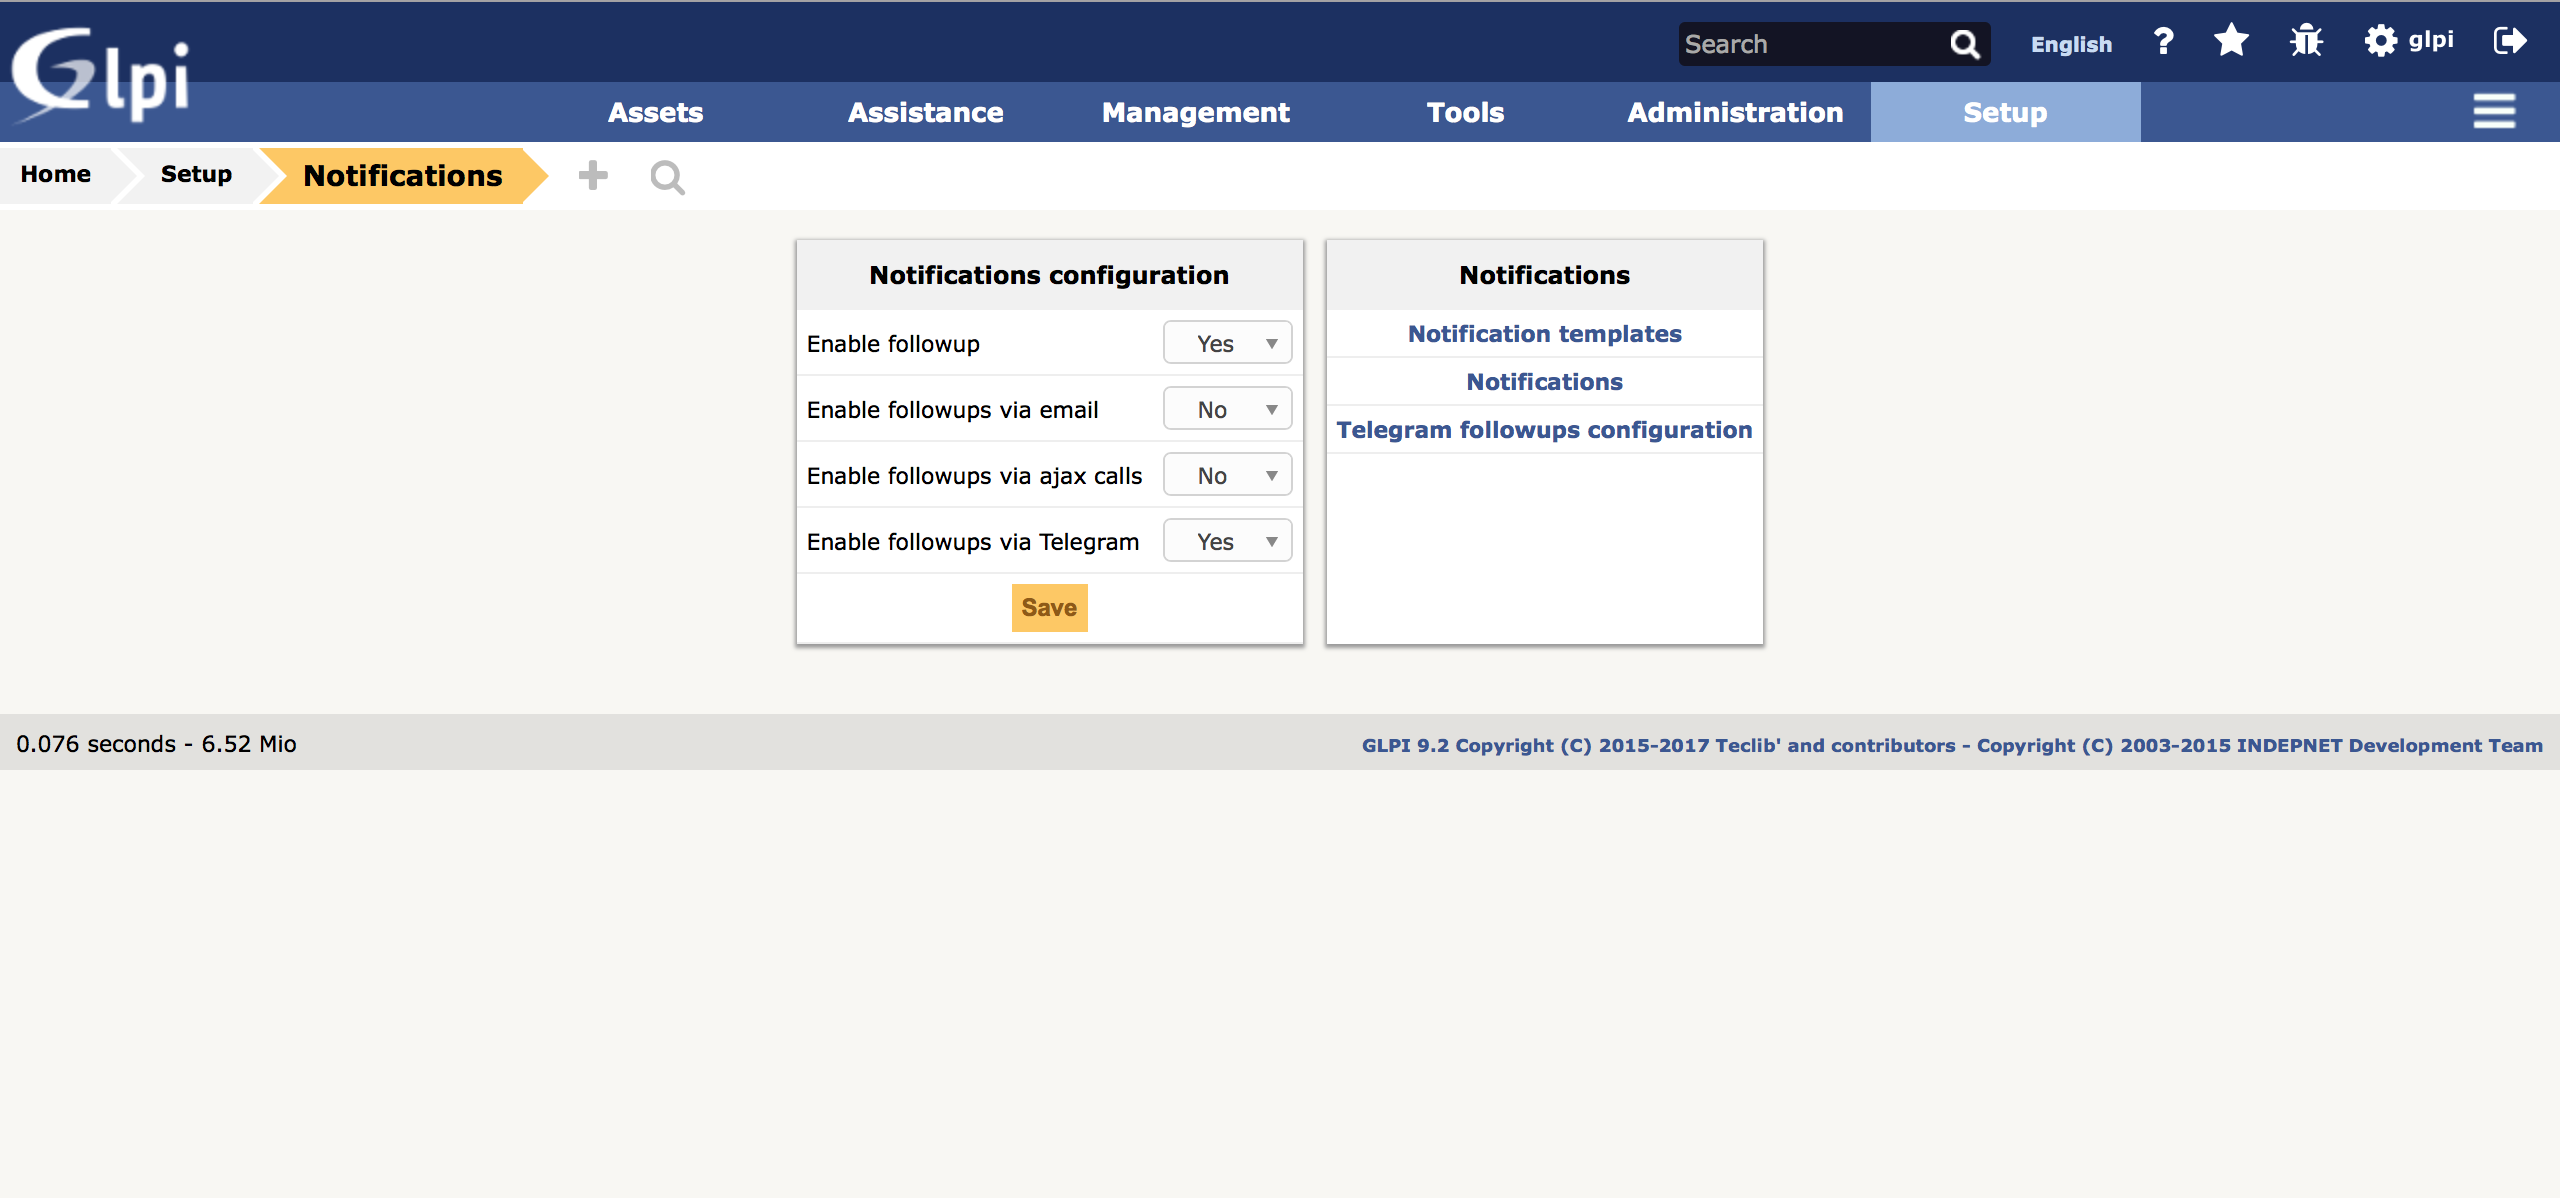 Glpi
Search English ? glpi
Assets Assistance Management Tools Administration Setup
Home Setup Notifications
Notifications configuration
Enable followup Yes
Enable followups via email No
Enable followups via ajax calls No
Enable followups via Telegram Yes
Save
Notifications
Notification templates
Notifications
Telegram followups configuration
0.076 seconds - 6.52 Mio
GLPI 9.2 Copyright (C) 2015-2017 Teclib' and contributors - Copyright (C) 2003-2015 INDEPNET Development Team